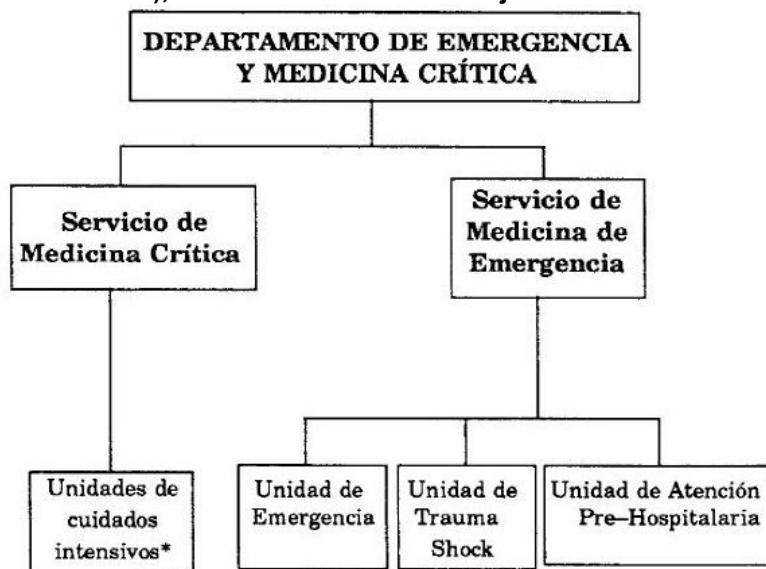 DEPARTAMENTO DE EMERGENCIA
Y MEDICINA CRÍTICA
Servicio de
Medicina Crítica
Servicio de
Medicina de
Emergencia
Unidades de
cuidados
intensivos*
Unidad de
Emergencia
Unidad de
Trauma
Shock
Unidad de Atención
Pre–Hospitalaria